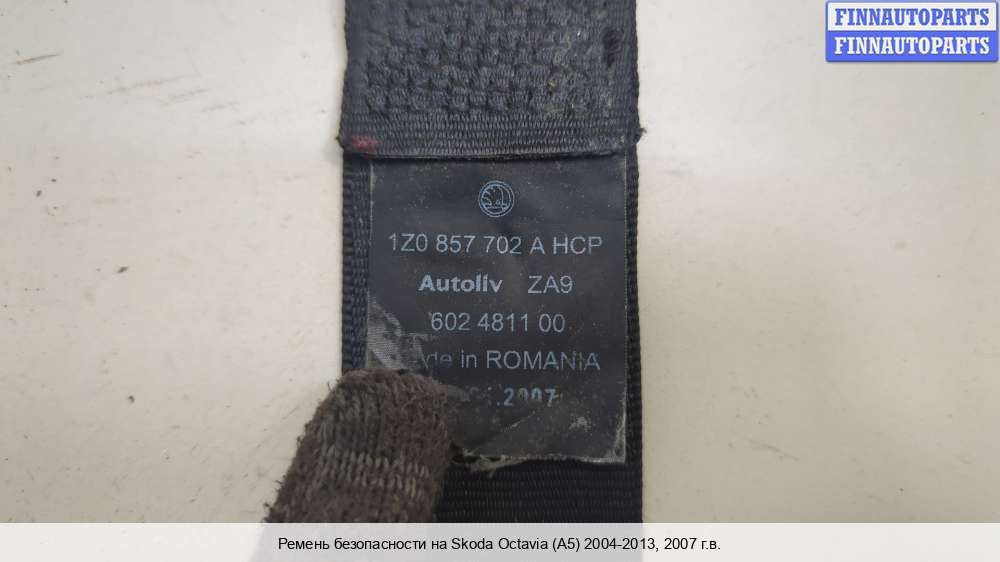 FINNAUTOPARTS
FINNAUTOPARTS
1Z0 857 702 A HCP
Autoliv ZA9
602 4811 00
in ROMANIA
Ремень безопасности на Skoda Octavia (A5) 2004-2013, 2007 г.в.